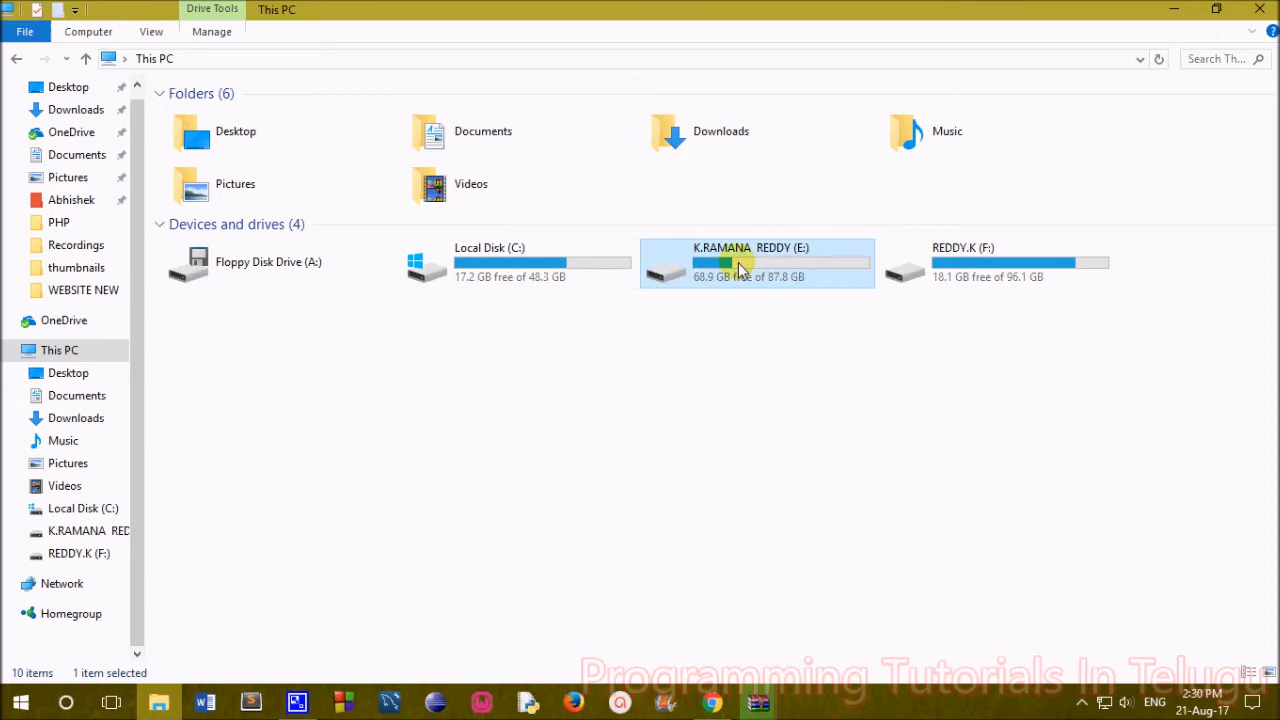 Drive Tools
This PC
File
Computer
View
Manage
This PC
Search Th...
Desktop
Downloads
OneDrive
Documents
Pictures
Abhishek
PHP
Recordings
thumbnails
WEBSITE NEW
OneDrive
This PC
Desktop
Documents
Downloads
Music
Pictures
Videos
Local Disk (C:)
K.RAMANA RED
REDDY.K (F:)
Network
Homegroup
Folders (6)
Desktop
Documents
Downloads
Music
Pictures
Videos
Devices and drives (4)
Floppy Disk Drive (A:)
Local Disk (C:)
17.2 GB free of 48.3 GB
K.RAMANA REDDY (E:)
68.9 GB free of 87.8 GB
REDDY.K (F:)
18.1 GB free of 96.1 GB
10 items
1 item selected
Programming Tutorials In Telugu
ENG
2:30 PM
21-Aug-17